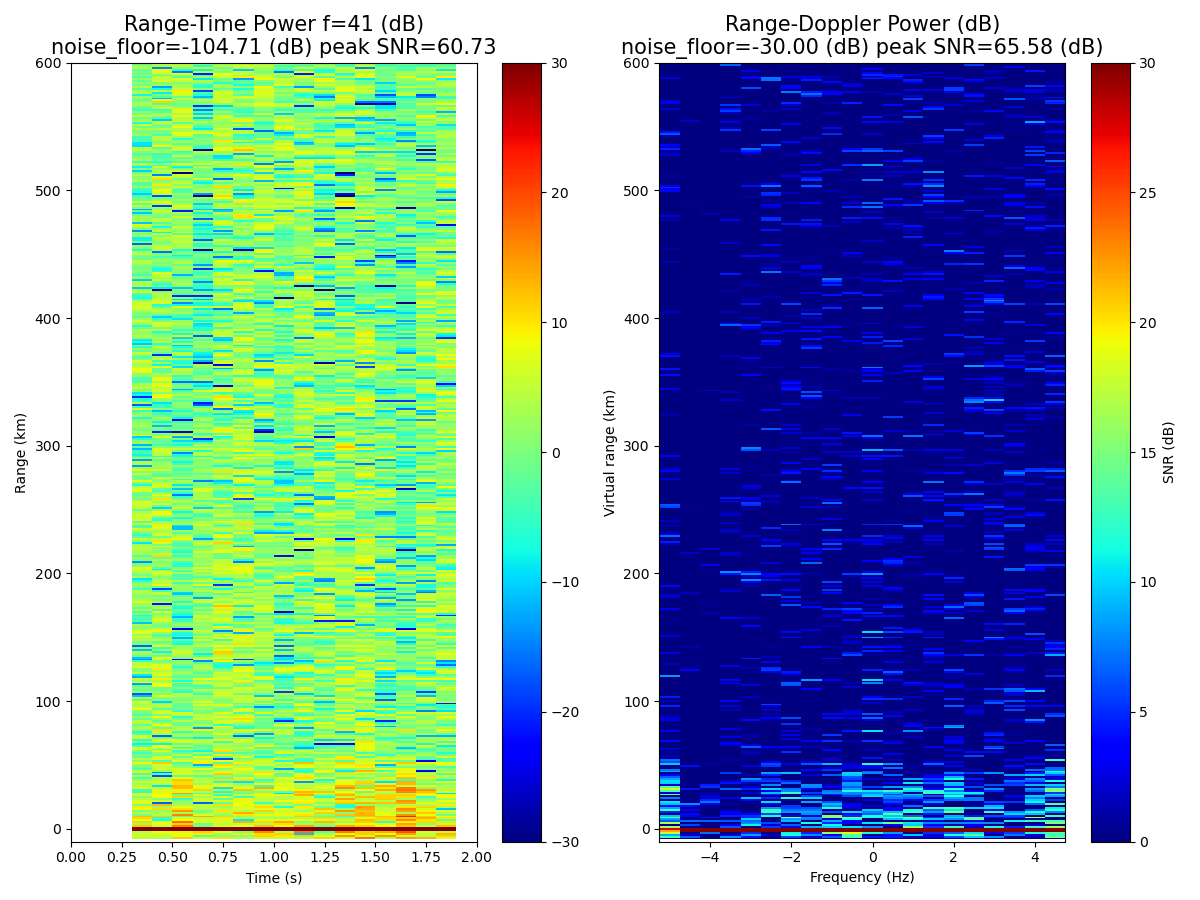 Range-Time Power f=41 (dB)
noise_floor=-104.71 (dB) peak SNR=60.73
Range (km)
600
500
400
300
200
100
0
0.00 0.25 0.50 0.75 1.00 1.25 1.50 1.75 2.00
Time (s)
30
20
10
0
−10
−20
−30
Range-Doppler Power (dB)
noise_floor=-30.00 (dB) peak SNR=65.58 (dB)
Virtual range (km)
600
500
400
300
200
100
0
−4 −2 0 2 4
Frequency (Hz)
30
25
20
15
10
5
0
SNR (dB)